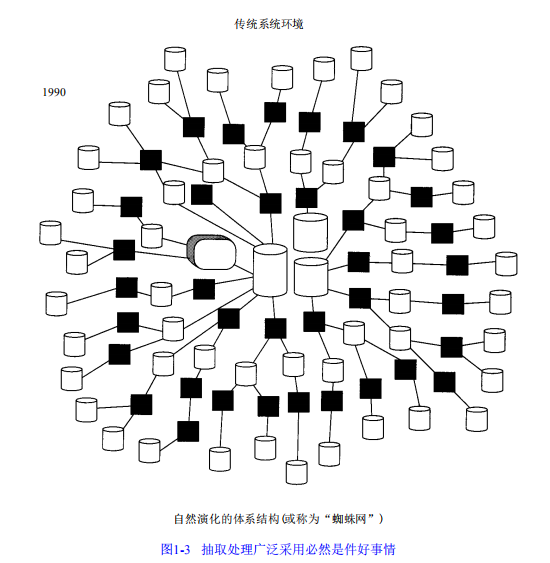 传统系统环境
1990
自然演化的体系结构(或称为“蜘蛛网”)
图1-3 抽取处理广泛采用必然是件好事情